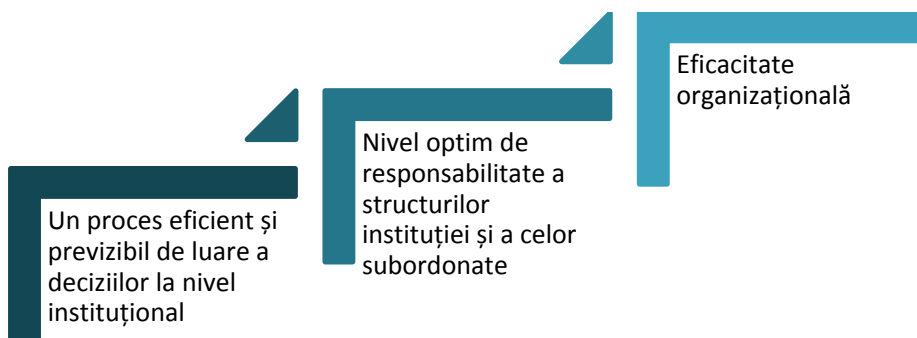 Un proces eficient și
previzibil de luare a
deciziilor la nivel
instituțional
Nivel optim de
responsabilitate a
structurilor
instituției și a celor
subordonate
Eficacitate
organizațională